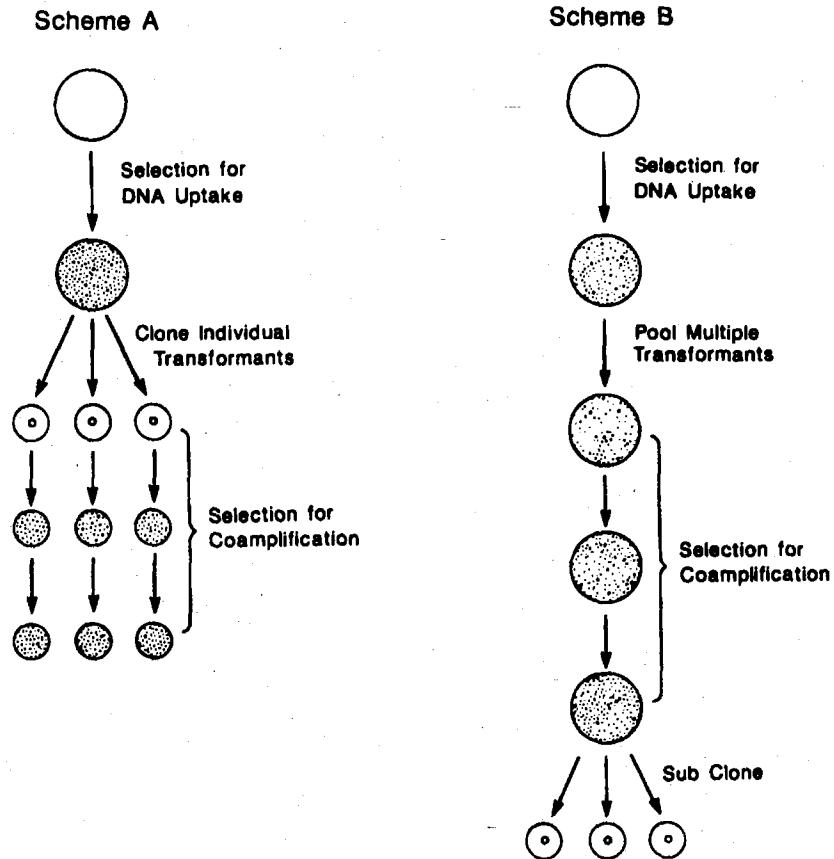 Scheme A
Selection for
DNA Uptake
Clone Individual
Transformants
Selection for
Coamplification
Scheme B
Selection for
DNA Uptake
Pool Multiple
Transformants
Selection for
Coamplification
Sub Clone